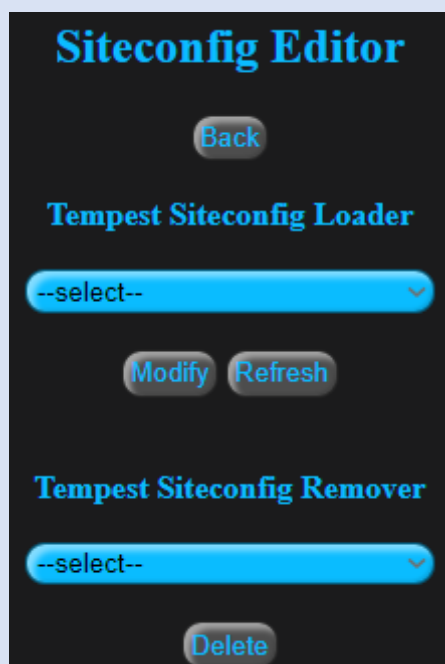 Siteconfig Editor
Back
Tempest Siteconfig Loader
--select--
Modify Refresh
Tempest Siteconfig Remover
--select--
Delete